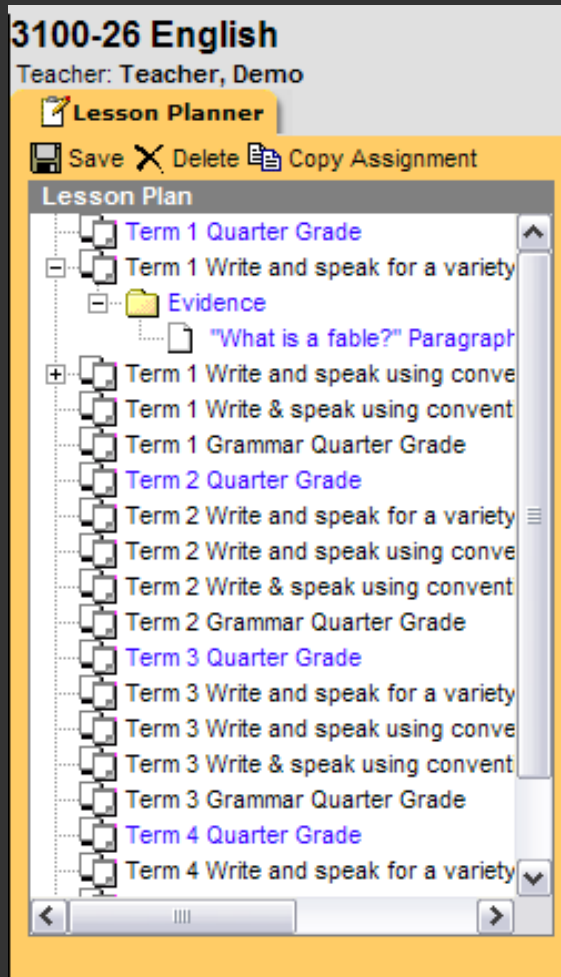 3100-26 English
Teacher: Teacher, Demo
Lesson Planner
Save Delete Copy Assignment
Lesson Plan
Term 1 Quarter Grade
Term 1 Write and speak for a variety
Evidence
"What is a fable?" Paragraph
Term 1 Write and speak using conve
Term 1 Write & speak using convent
Term 1 Grammar Quarter Grade
Term 2 Quarter Grade
Term 2 Write and speak for a variety
Term 2 Write and speak using conve
Term 2 Write & speak using convent
Term 2 Grammar Quarter Grade
Term 3 Quarter Grade
Term 3 Write and speak for a variety
Term 3 Write and speak using conve
Term 3 Write & speak using convent
Term 3 Grammar Quarter Grade
Term 4 Quarter Grade
Term 4 Write and speak for a variety